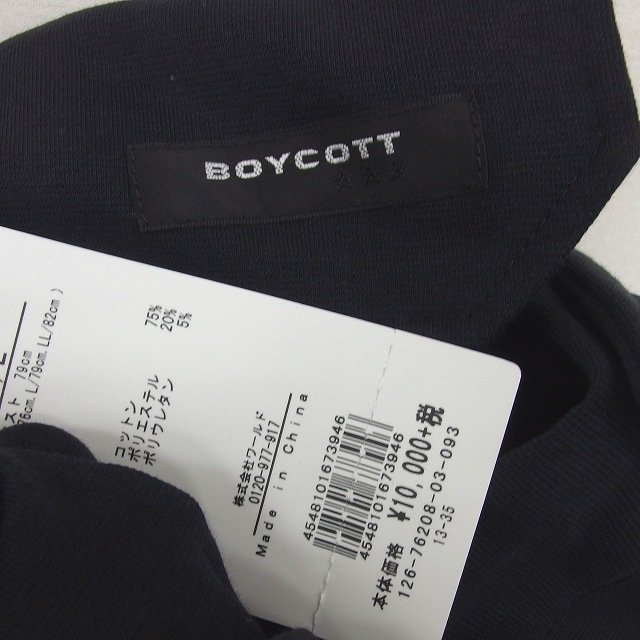 BOYCOTT
スト 79cm
76cm L/79cm LL/82cm )
コットン 75%
ポリエステル 20%
ポリウレタン 5%
株式会社ワールド
0120-977-917
Made in China
4548101673946
4548101673946
本体価格 ¥10,000+税
126-76208-03-093
13-35